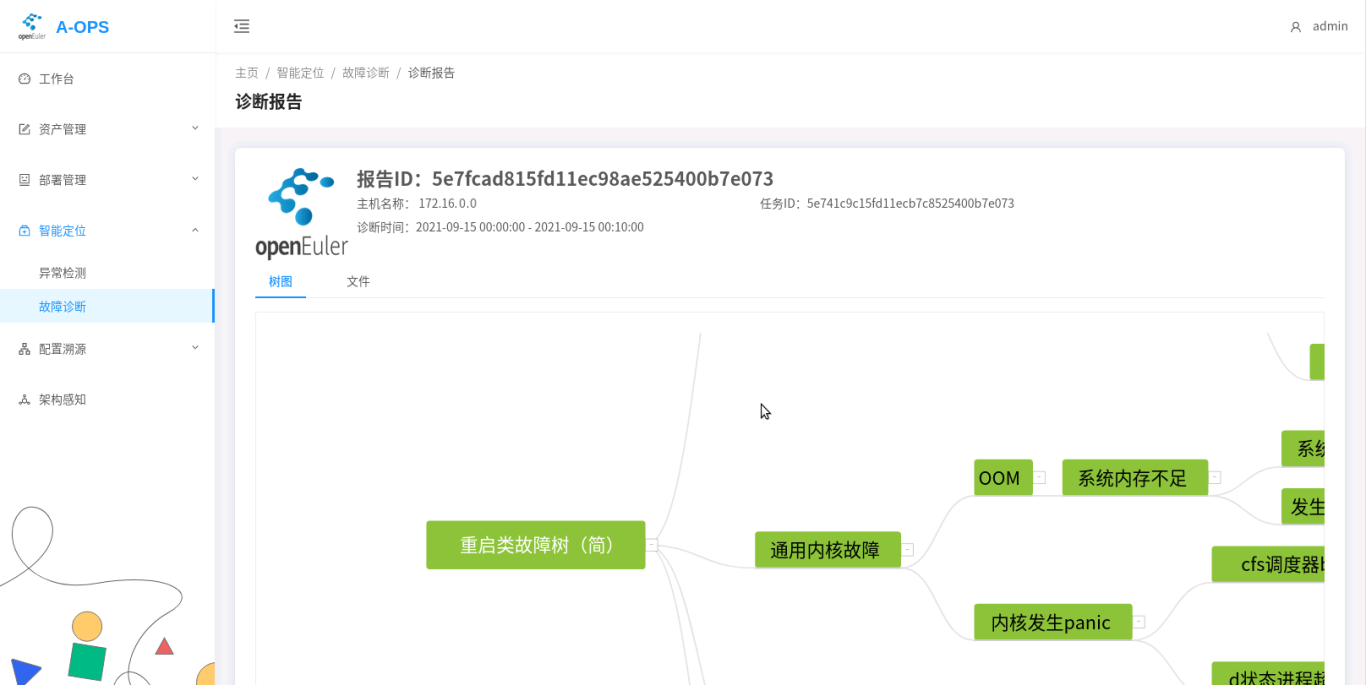 openEuler
A-OPS
admin
工作台
资产管理
部署管理
智能定位
异常检测
故障诊断
配置溯源
架构感知
主页 / 智能定位 / 故障诊断 / 诊断报告
诊断报告
报告ID：5e7fcad815fd11ec98ae525400b7e073
主机名称： 172.16.0.0
任务ID：5e741c9c15fd11ecb7c8525400b7e073
诊断时间：2021-09-15 00:00:00 - 2021-09-15 00:10:00
openEuler
树图
文件
系统
OOM
系统内存不足
发生
重启类故障树（简）
通用内核故障
cfs调度器b
内核发生panic
d状态进程超